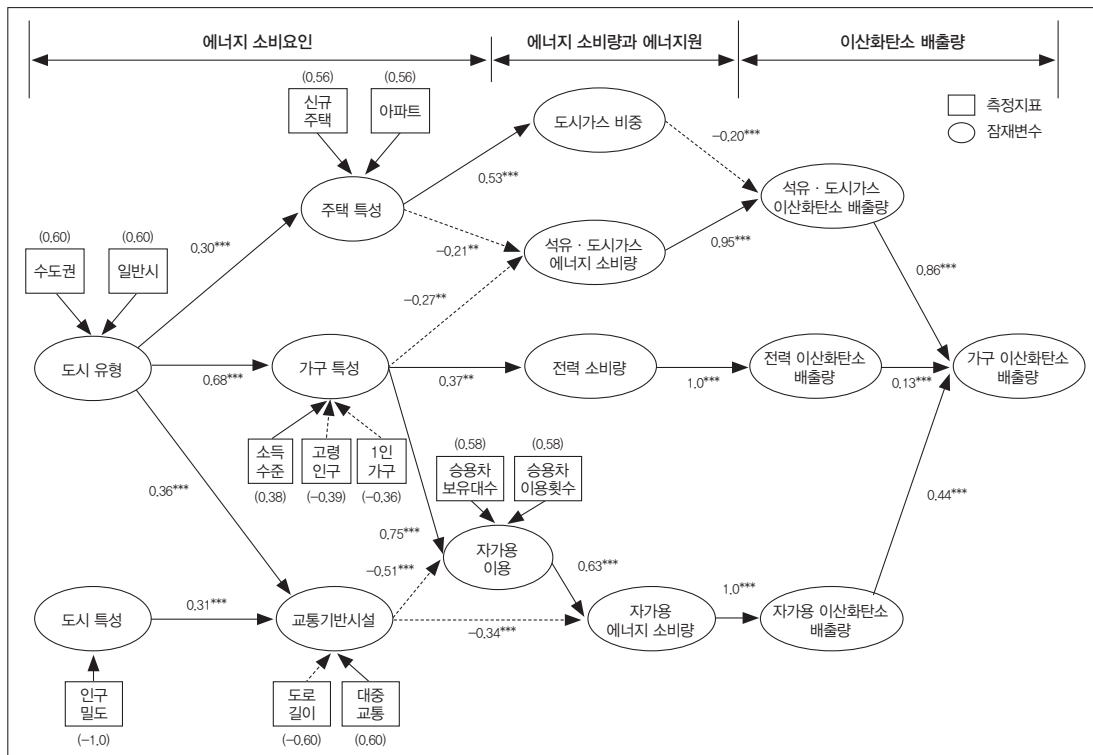 에너지 소비요인
에너지 소비량과 에너지원
이산화탄소 배출량
측정지표
잠재변수
(0.56)
(0.56)
신규
주택
아파트
주택 특성
도시가스 비중
-0.20***
0.53***
석유 · 도시가스
이산화탄소 배출량
-0.21**
석유 · 도시가스
에너지 소비량
0.95***
(0.60)
(0.60)
수도권
일반시
0.30***
-0.27**
0.86***
도시 유형
0.68***
가구 특성
0.37**
전력 소비량
1.0***
전력 이산화탄소
배출량
0.13***
가구 이산화탄소
배출량
소득
수준
고령
인구
1인
가구
(0.38)
(-0.39)
(-0.36)
(0.58)
(0.58)
승용차
보유대수
승용차
이용횟수
0.36***
0.44***
0.75***
자가용
이용
-0.51***
0.63***
도시 특성
0.31***
교통기반시설
-0.34***
자가용
에너지 소비량
1.0***
자가용 이산화탄소
배출량
인구
밀도
(-1.0)
도로
길이
대중
교통
(-0.60)
(0.60)